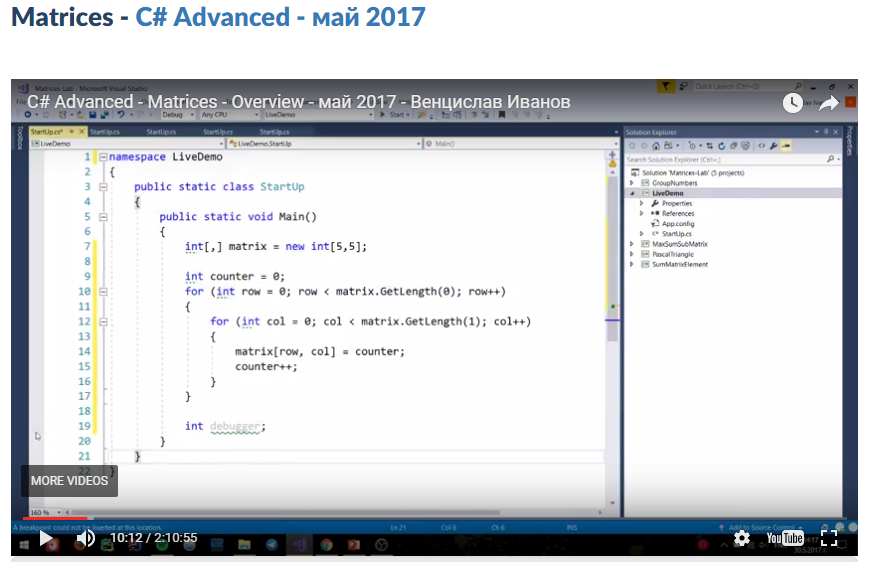 Matrices - C# Advanced - май 2017
Matrices-Lab - Microsoft Visual Studio
Quick Launch (Ctrl+Q)
C# Advanced - Matrices - Overview - май 2017 - Венцислав Иванов
Debug Any CPU LiveDemo Start
StartUp.cs StartUp.cs StartUp.cs StartUp.cs StartUp.cs
LiveDemo LiveDemo.StartUp Main()
Toolbox
1 namespace LiveDemo
2 {
3 public static class StartUp
4 {
5 public static void Main()
6 {
7 int[,] matrix = new int[5,5];
8
9 int counter = 0;
10 for (int row = 0; row < matrix.GetLength(0); row++)
11 {
12 for (int col = 0; col < matrix.GetLength(1); col++)
13 {
14 matrix[row, col] = counter;
15 counter++;
16 }
17 }
18
19 int debugger;
20 }
21 }
22 }
Solution Explorer
Search Solution Explorer (Ctrl+;)
Solution 'Matrices-Lab' (5 projects)
GroupNumbers
LiveDemo
Properties
References
App.config
StartUp.cs
MaxSumSubMatrix
PascalTriangle
SumMatrixElement
Properties
MORE VIDEOS
160 %
A breakpoint could not be inserted at this location. Ln 21 Col 6 Ch 6 INS Add to Source Control
10:12 / 2:10:55
YouTube
30.5.2017 г.